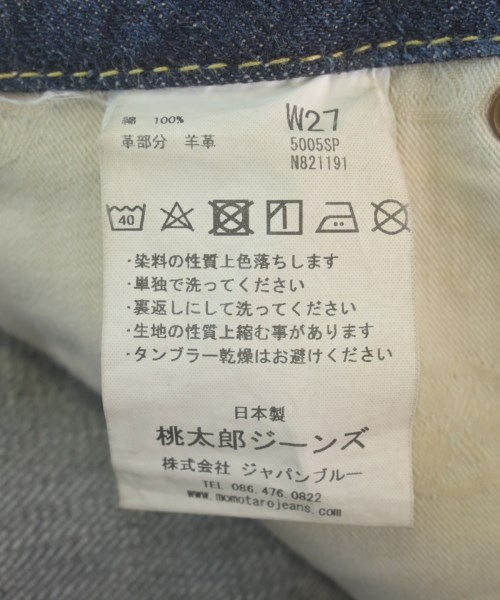 綿 100% W27
革部分 羊革 5005SP
N821191
40
・染料の性質上色落ちします
・単独で洗ってください
・裏返しにして洗ってください
・生地の性質上縮む事があります
・タンブラー乾燥はお避けください
日本製
桃太郎ジーンズ
株式会社 ジャパンブルー
TEL 086.476.0822
www.momotarojeans.com